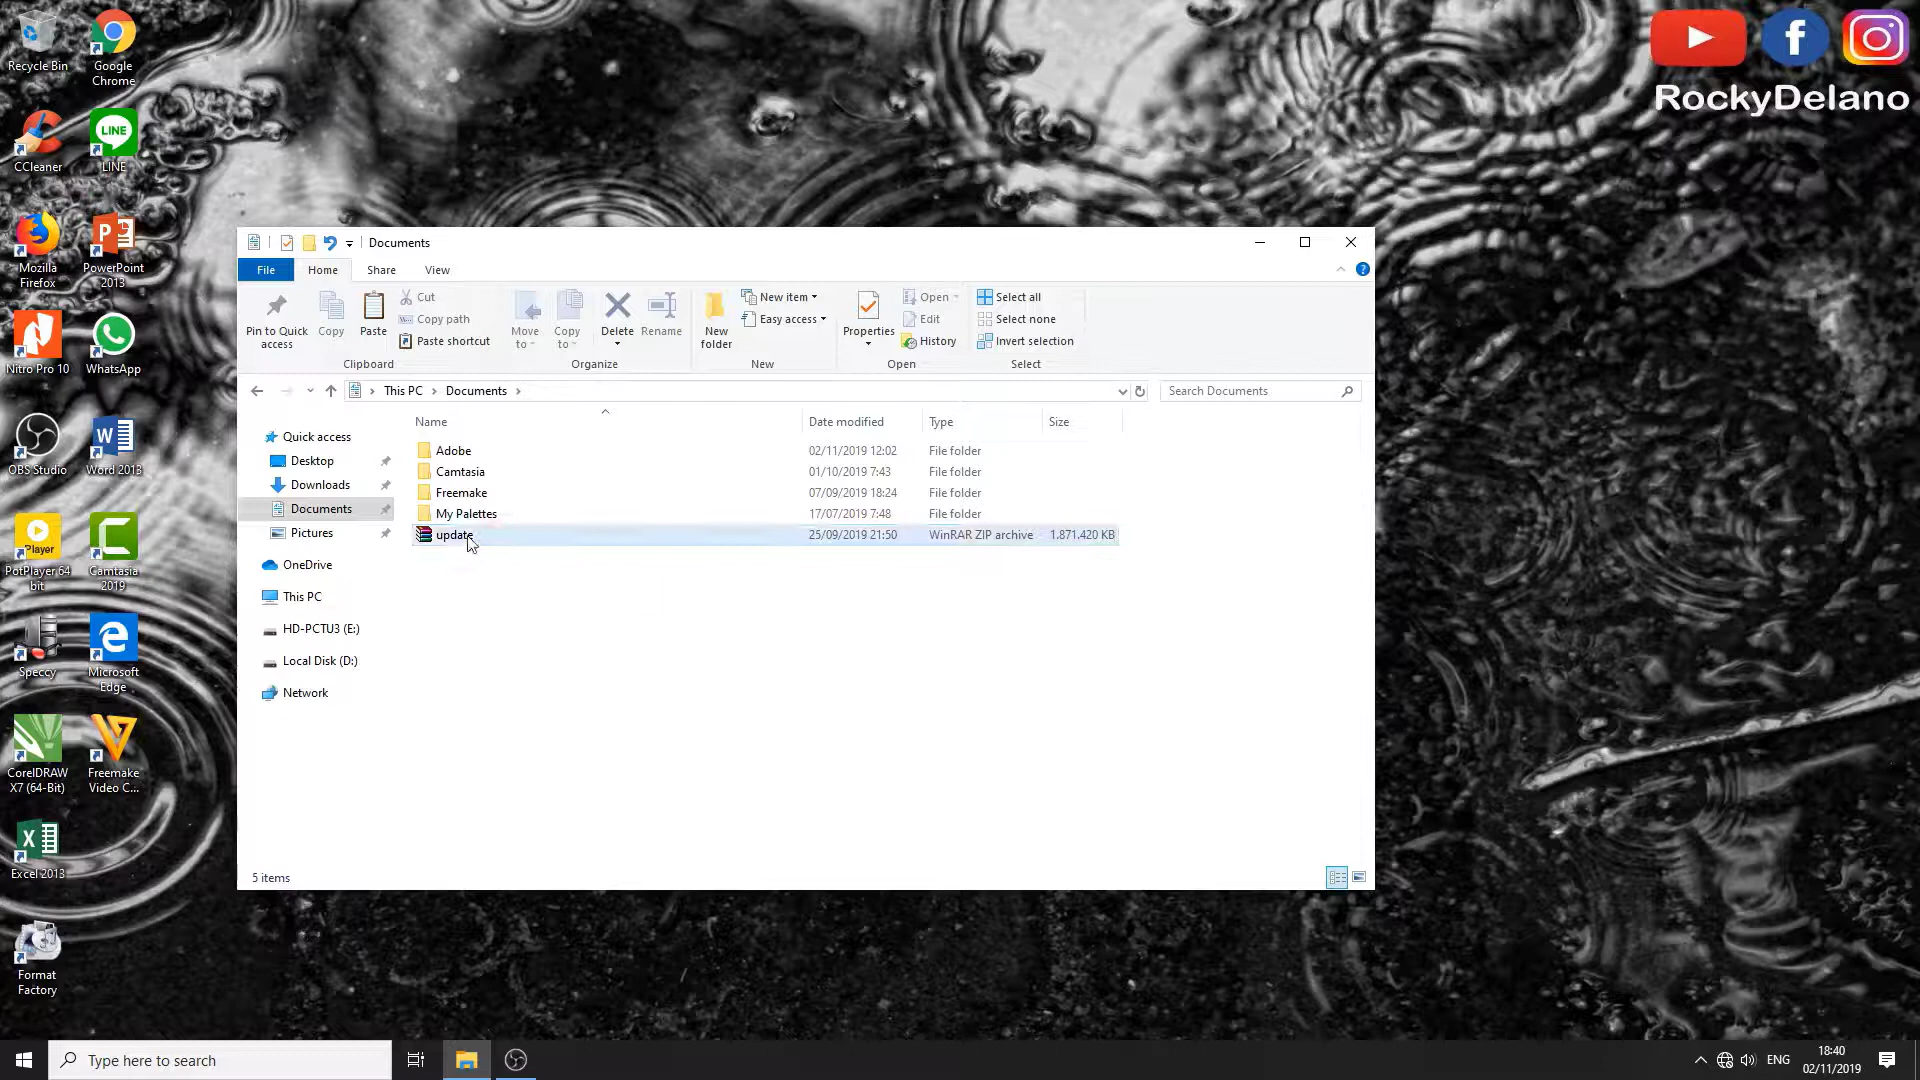 Recycle Bin
Google Chrome
CCleaner
LINE
LINE
Mozilla Firefox
PowerPoint 2013
Nitro Pro 10
WhatsApp
OBS Studio
Word 2013
Player
PotPlayer 64 bit
Camtasia 2019
Speccy
Microsoft Edge
CorelDRAW X7 (64-Bit)
Freemake Video C...
Excel 2013
Format Factory
RockyDelano
Documents
File Home Share View
Pin to Quick access
Copy
Paste
Cut
Copy path
Paste shortcut
Clipboard
Move to
Copy to
Delete
Rename
Organize
New folder
New item
Easy access
New
Properties
Open
Edit
History
Open
Select all
Select none
Invert selection
Select
This PC Documents
Search Documents
Quick access
Desktop
Downloads
Documents
Pictures
OneDrive
This PC
HD-PCTU3 (E:)
Local Disk (D:)
Network
Name Date modified Type Size
Adobe 02/11/2019 12:02 File folder
Camtasia 01/10/2019 7:43 File folder
Freemake 07/09/2019 18:24 File folder
My Palettes 17/07/2019 7:48 File folder
update 25/09/2019 21:50 WinRAR ZIP archive 1.871.420 KB
5 items
Type here to search
ENG
18:40
02/11/2019